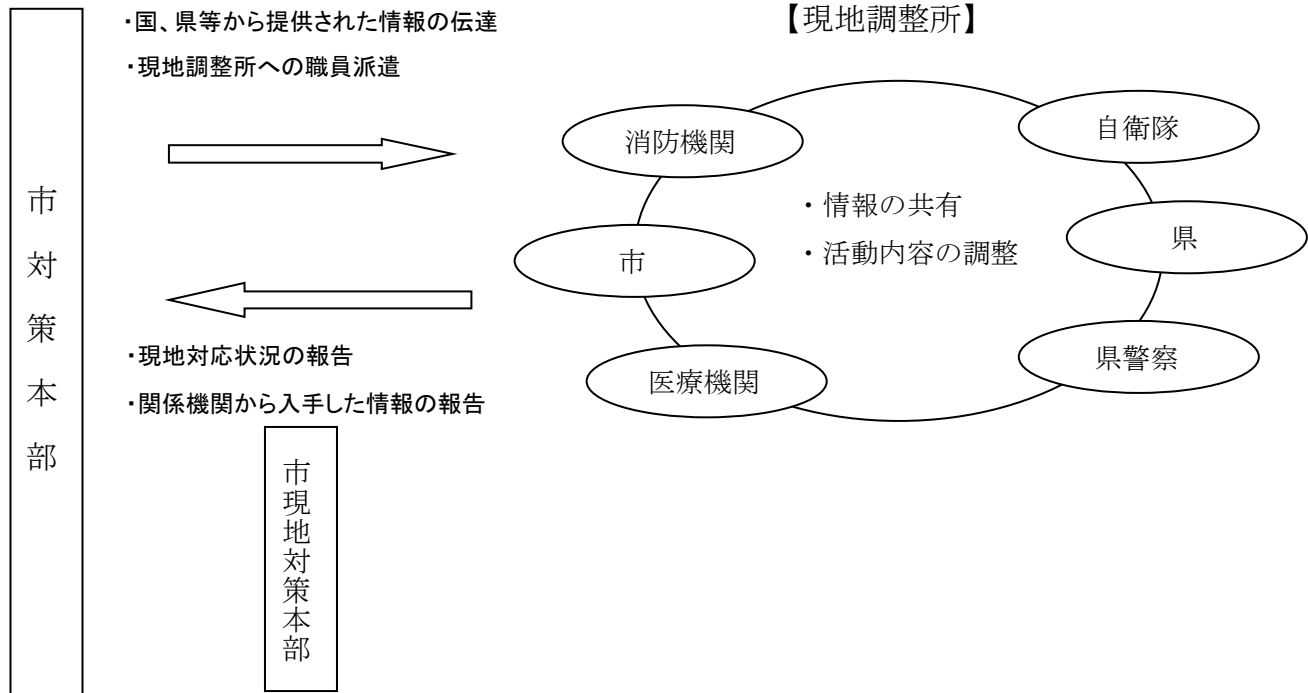 市対策本部
・国、県等から提供された情報の伝達
・現地調整所への職員派遣
・現地対応状況の報告
・関係機関から入手した情報の報告
市現地対策本部
【現地調整所】
消防機関
自衛隊
・情報の共有
・活動内容の調整
市
県
医療機関
県警察